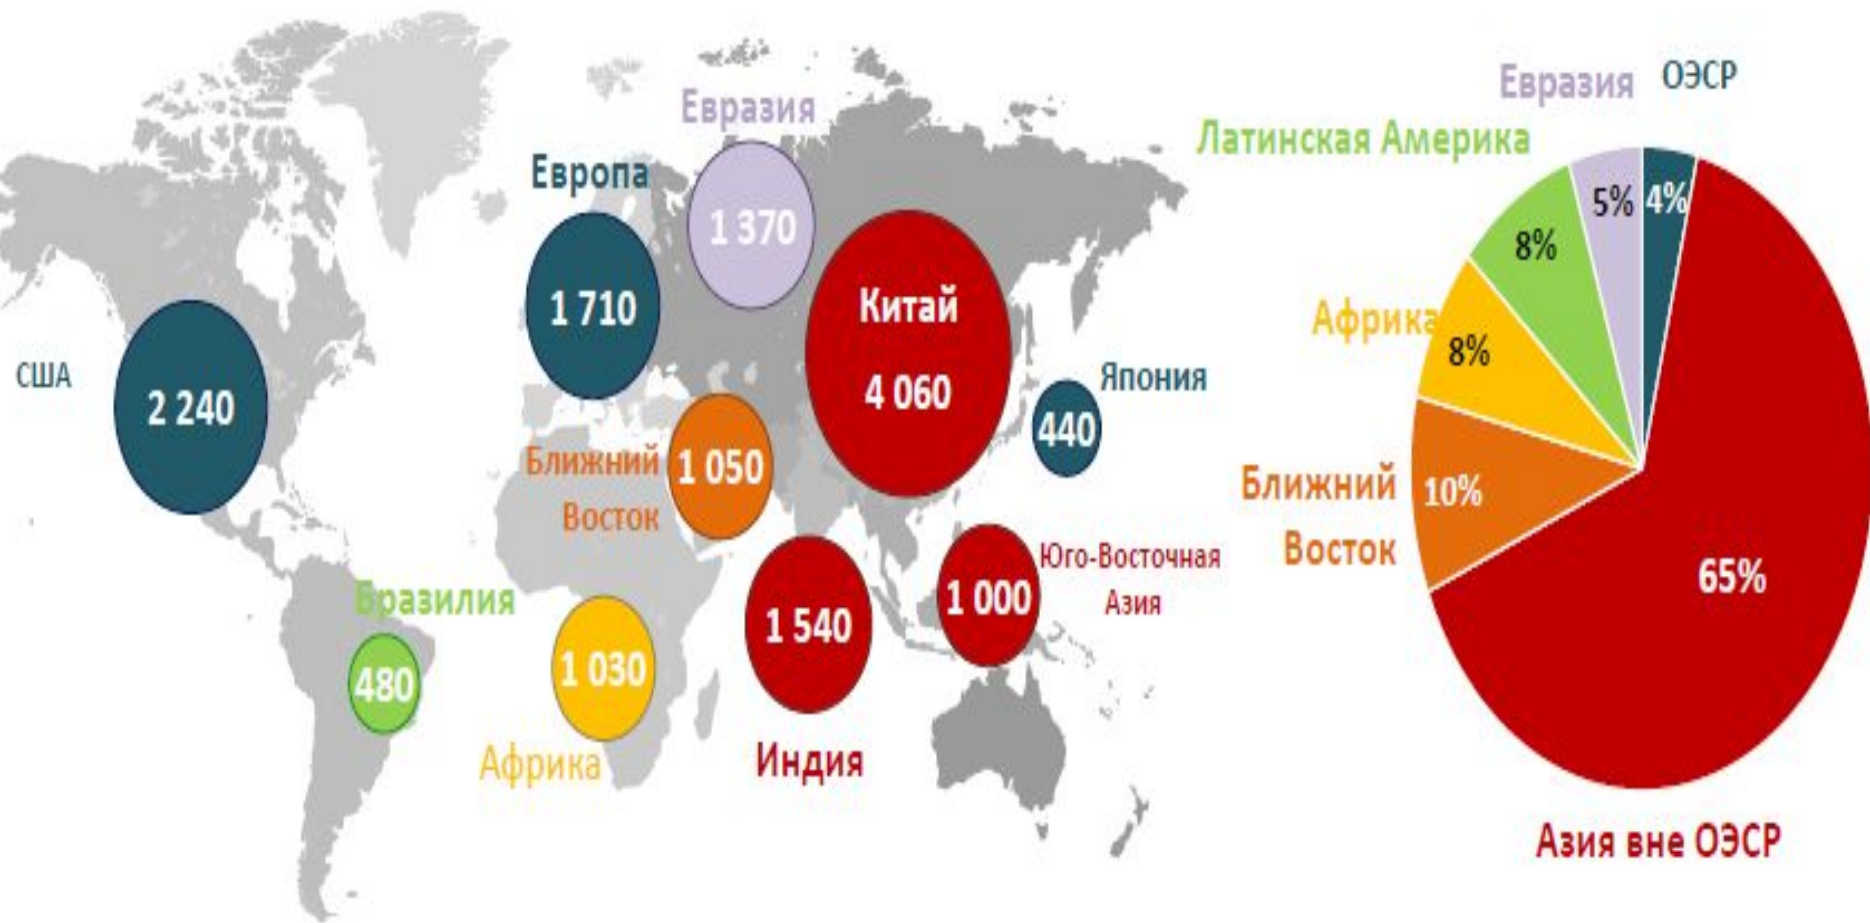 Евразия
1 370
Европа
1 710
Китай
4 060
США
2 240
Япония
440
Ближний
Восток
1 050
Юго-Восточная
Азия
1 000
Бразилия
480
Африка
1 030
1 540
Индия
Евразия
ОЭСР
Латинская Америка
5%
4%
8%
Африка
8%
Ближний
Восток
10%
65%
Азия вне ОЭСР